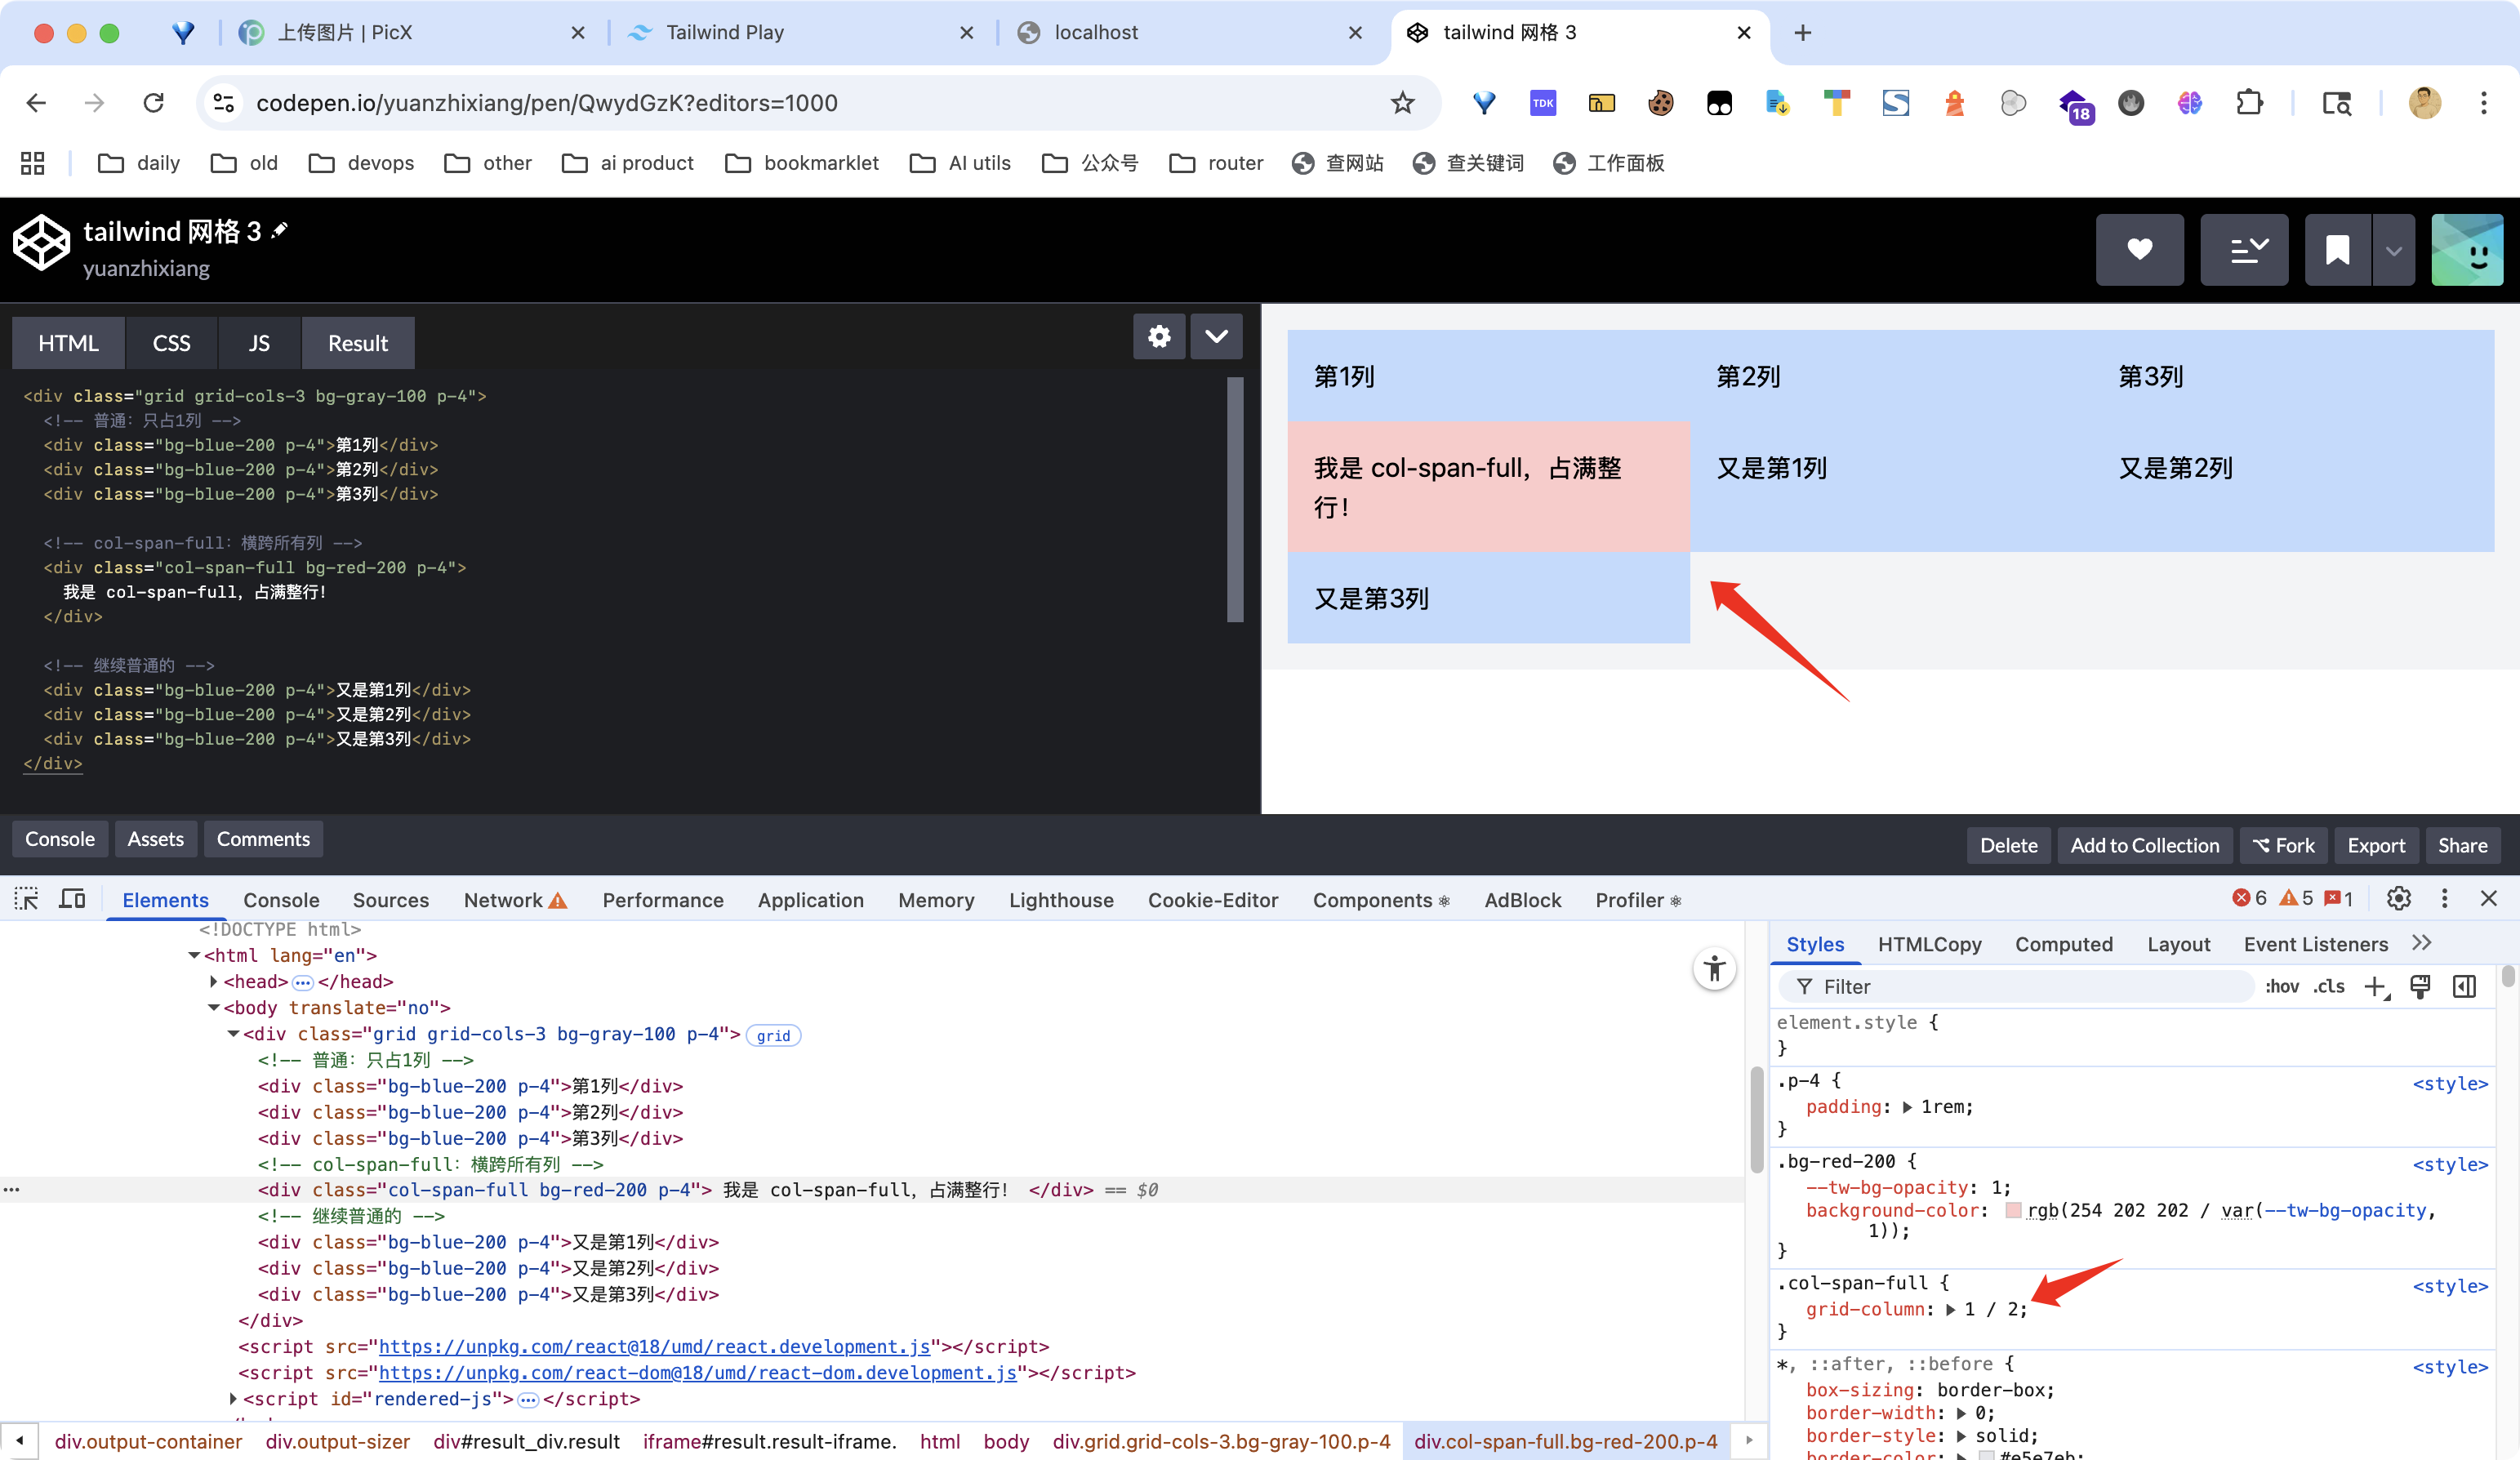 上传图片 | PicX
Tailwind Play
localhost
tailwind 网格 3
codepen.io/yuanzhixiang/pen/QwydGzK?editors=1000
TDK
18
daily
old
devops
other
ai product
bookmarklet
AI utils
公众号
router
查网站
查关键词
工作面板
tailwind 网格 3
yuanzhixiang
HTML
CSS
JS
Result
<div class="grid grid-cols-3 bg-gray-100 p-4">
<!-- 普通：只占1列 -->
<div class="bg-blue-200 p-4">第1列</div>
<div class="bg-blue-200 p-4">第2列</div>
<div class="bg-blue-200 p-4">第3列</div>
<!-- col-span-full：横跨所有列 -->
<div class="col-span-full bg-red-200 p-4">
我是 col-span-full，占满整行！
</div>
<!-- 继续普通的 -->
<div class="bg-blue-200 p-4">又是第1列</div>
<div class="bg-blue-200 p-4">又是第2列</div>
<div class="bg-blue-200 p-4">又是第3列</div>
</div>
第1列
第2列
第3列
我是 col-span-full，占满整
行！
又是第1列
又是第2列
又是第3列
Console
Assets
Comments
Delete
Add to Collection
Fork
Export
Share
Elements
Console
Sources
Network
Performance
Application
Memory
Lighthouse
Cookie-Editor
Components
AdBlock
Profiler
6
5
1
<!DOCTYPE html>
<html lang="en">
<head>…</head>
<body translate="no">
<div class="grid grid-cols-3 bg-gray-100 p-4"> grid
<!-- 普通：只占1列 -->
<div class="bg-blue-200 p-4">第1列</div>
<div class="bg-blue-200 p-4">第2列</div>
<div class="bg-blue-200 p-4">第3列</div>
<!-- col-span-full：横跨所有列 -->
<div class="col-span-full bg-red-200 p-4"> 我是 col-span-full，占满整行！ </div> == $0
<!-- 继续普通的 -->
<div class="bg-blue-200 p-4">又是第1列</div>
<div class="bg-blue-200 p-4">又是第2列</div>
<div class="bg-blue-200 p-4">又是第3列</div>
</div>
<script src="https://unpkg.com/react@18/umd/react.development.js"></script>
<script src="https://unpkg.com/react-dom@18/umd/react-dom.development.js"></script>
<script id="rendered-js">…</script>
div.output-container
div.output-sizer
div#result_div.result
iframe#result.result-iframe.
html
body
div.grid.grid-cols-3.bg-gray-100.p-4
div.col-span-full.bg-red-200.p-4
Styles
HTMLCopy
Computed
Layout
Event Listeners
Filter
:hov
.cls
element.style {
}
.p-4 { <style>
padding: 1rem;
}
.bg-red-200 { <style>
--tw-bg-opacity: 1;
background-color: rgb(254 202 202 / var(--tw-bg-opacity,
1));
}
.col-span-full { <style>
grid-column: 1 / 2;
}
*, ::after, ::before { <style>
box-sizing: border-box;
border-width: 0;
border-style: solid;
border-color: #e5e7eb;